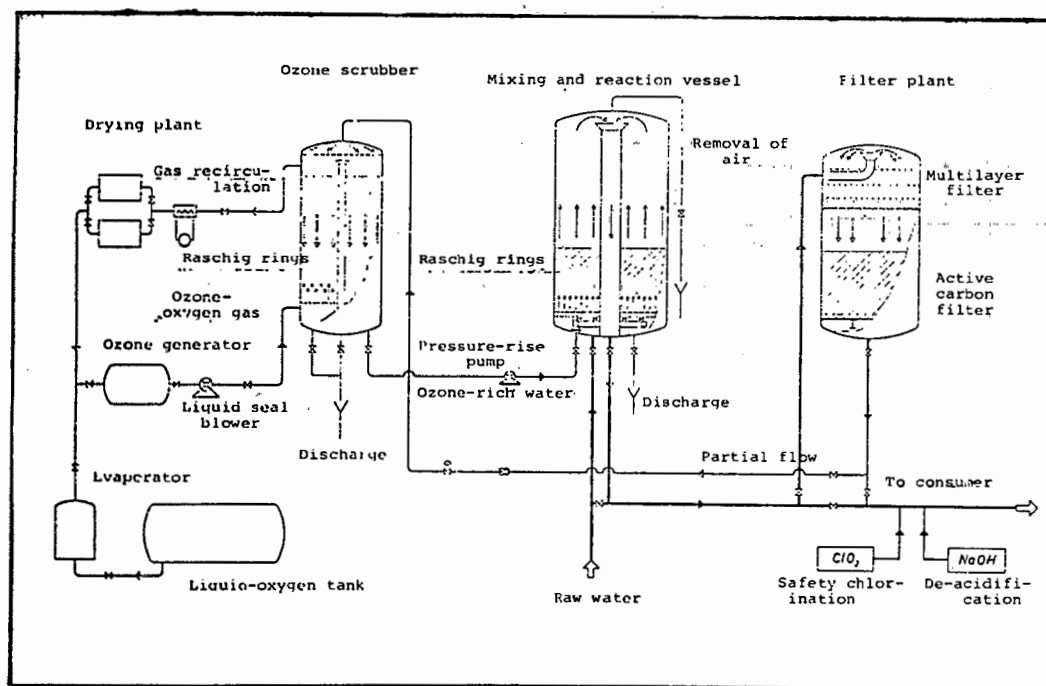 Ozone scrubber
Mixing and reaction vessel
Filter plant
Drying plant
Gas recircu-
lation
Removal of
air
Multilayer
filter
Raschig rings
Raschig rings
Ozone-
oxygen gas
Active
carbon
filter
Ozone generator
Pressure-rise
pump
Ozone-rich water
Liquid seal
blower
Discharge
Discharge
Partial flow
Evaperator
To consumer
Liquid-oxygen tank
ClO₂
NaOH
Safety chlor-
ination
De-acidifi-
cation
Raw water